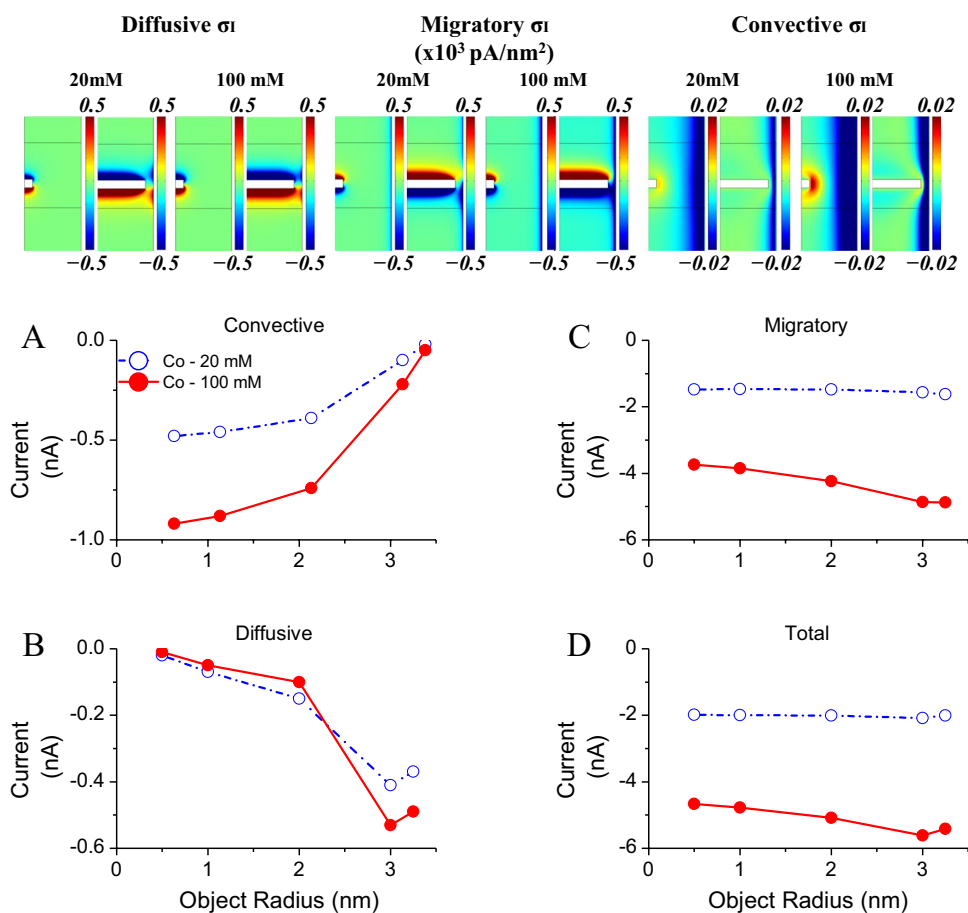 Diffusive σI Migratory σI Convective σI
(x10³ pA/nm²)
20mM 100 mM 20mM 100 mM 20mM 100 mM
0.5 0.5 0.5 0.5 0.5 0.5 0.5 0.5 0.02 0.02 0.02 0.02
−0.5 −0.5 −0.5 −0.5 −0.5 −0.5 −0.5 −0.5 −0.02 −0.02 −0.02 −0.02
A
Convective
Co - 20 mM
Co - 100 mM
Current
(nA)
0.0
-0.5
-1.0
0 1 2 3
C
Migratory
Current
(nA)
0
-2
-4
-6
0 1 2 3
B
Diffusive
Current
(nA)
0.0
-0.2
-0.4
-0.6
0 1 2 3
Object Radius (nm)
D
Total
Current
(nA)
0
-2
-4
-6
0 1 2 3
Object Radius (nm)